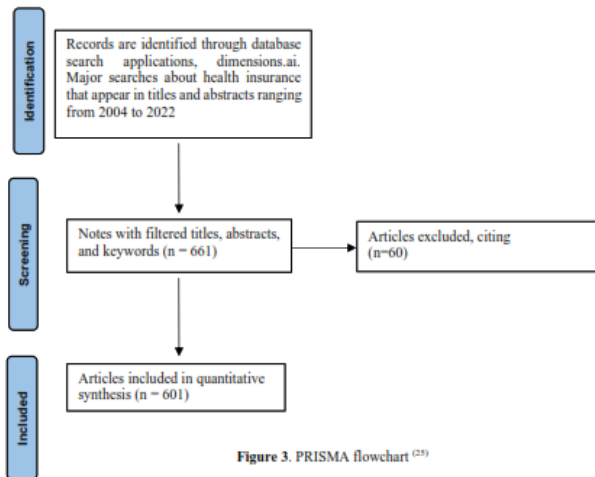 Identification
Records are identified through database
search applications, dimensions.ai.
Major searches about health insurance
that appear in titles and abstracts ranging
from 2004 to 2022
Screening
Notes with filtered titles, abstracts,
and keywords (n = 661)
Articles excluded, citing
(n=60)
Included
Articles included in quantitative
synthesis (n = 601)
Figure 3. PRISMA flowchart (25)